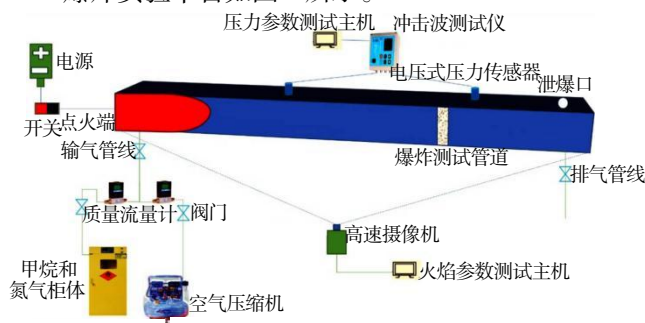 压力参数测试主机
冲击波测试仪
电源
电压式压力传感器
泄爆口
开关
点火端
输气管线
爆炸测试管道
排气管线
质量流量计
阀门
高速摄像机
甲烷和
氮气柜体
火焰参数测试主机
空气压缩机